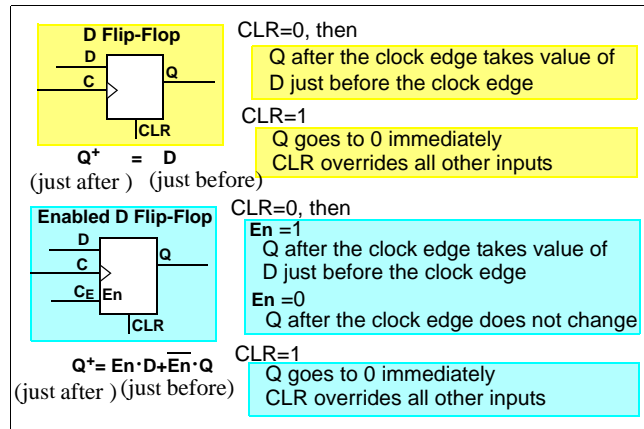 D Flip-Flop
D
C
Q
CLR
Q+ = D
(just after ) (just before)
CLR=0, then
Q after the clock edge takes value of
D just before the clock edge
CLR=1
Q goes to 0 immediately
CLR overrides all other inputs
Enabled D Flip-Flop
D
C
CE En
Q
CLR
Q+= En·D+E̅n̅·Q
(just after ) (just before)
CLR=0, then
En =1
Q after the clock edge takes value of
D just before the clock edge
En =0
Q after the clock edge does not change
CLR=1
Q goes to 0 immediately
CLR overrides all other inputs